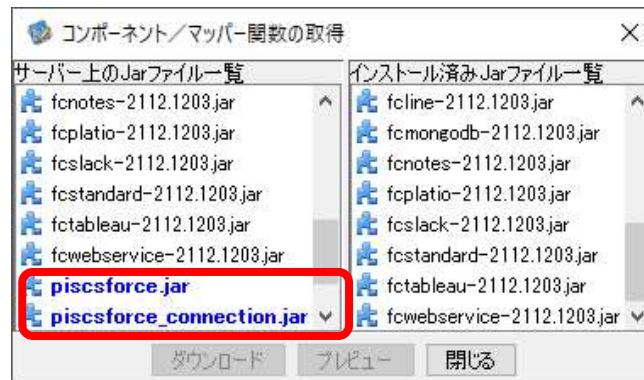 コンポーネント／マッパー関数の取得
サーバー上のJarファイル一覧
fcnotes-2112.1203.jar
fcplatio-2112.1203.jar
fcslack-2112.1203.jar
fcstandard-2112.1203.jar
fctableau-2112.1203.jar
fcwebservice-2112.1203.jar
piscsforce.jar
piscsforce_connection.jar
インストール済みJarファイル一覧
fcline-2112.1203.jar
fcmongodb-2112.1203.jar
fcnotes-2112.1203.jar
fcplatio-2112.1203.jar
fcslack-2112.1203.jar
fcstandard-2112.1203.jar
fctableau-2112.1203.jar
fcwebservice-2112.1203.jar
ダウンロード
プレビュー
閉じる